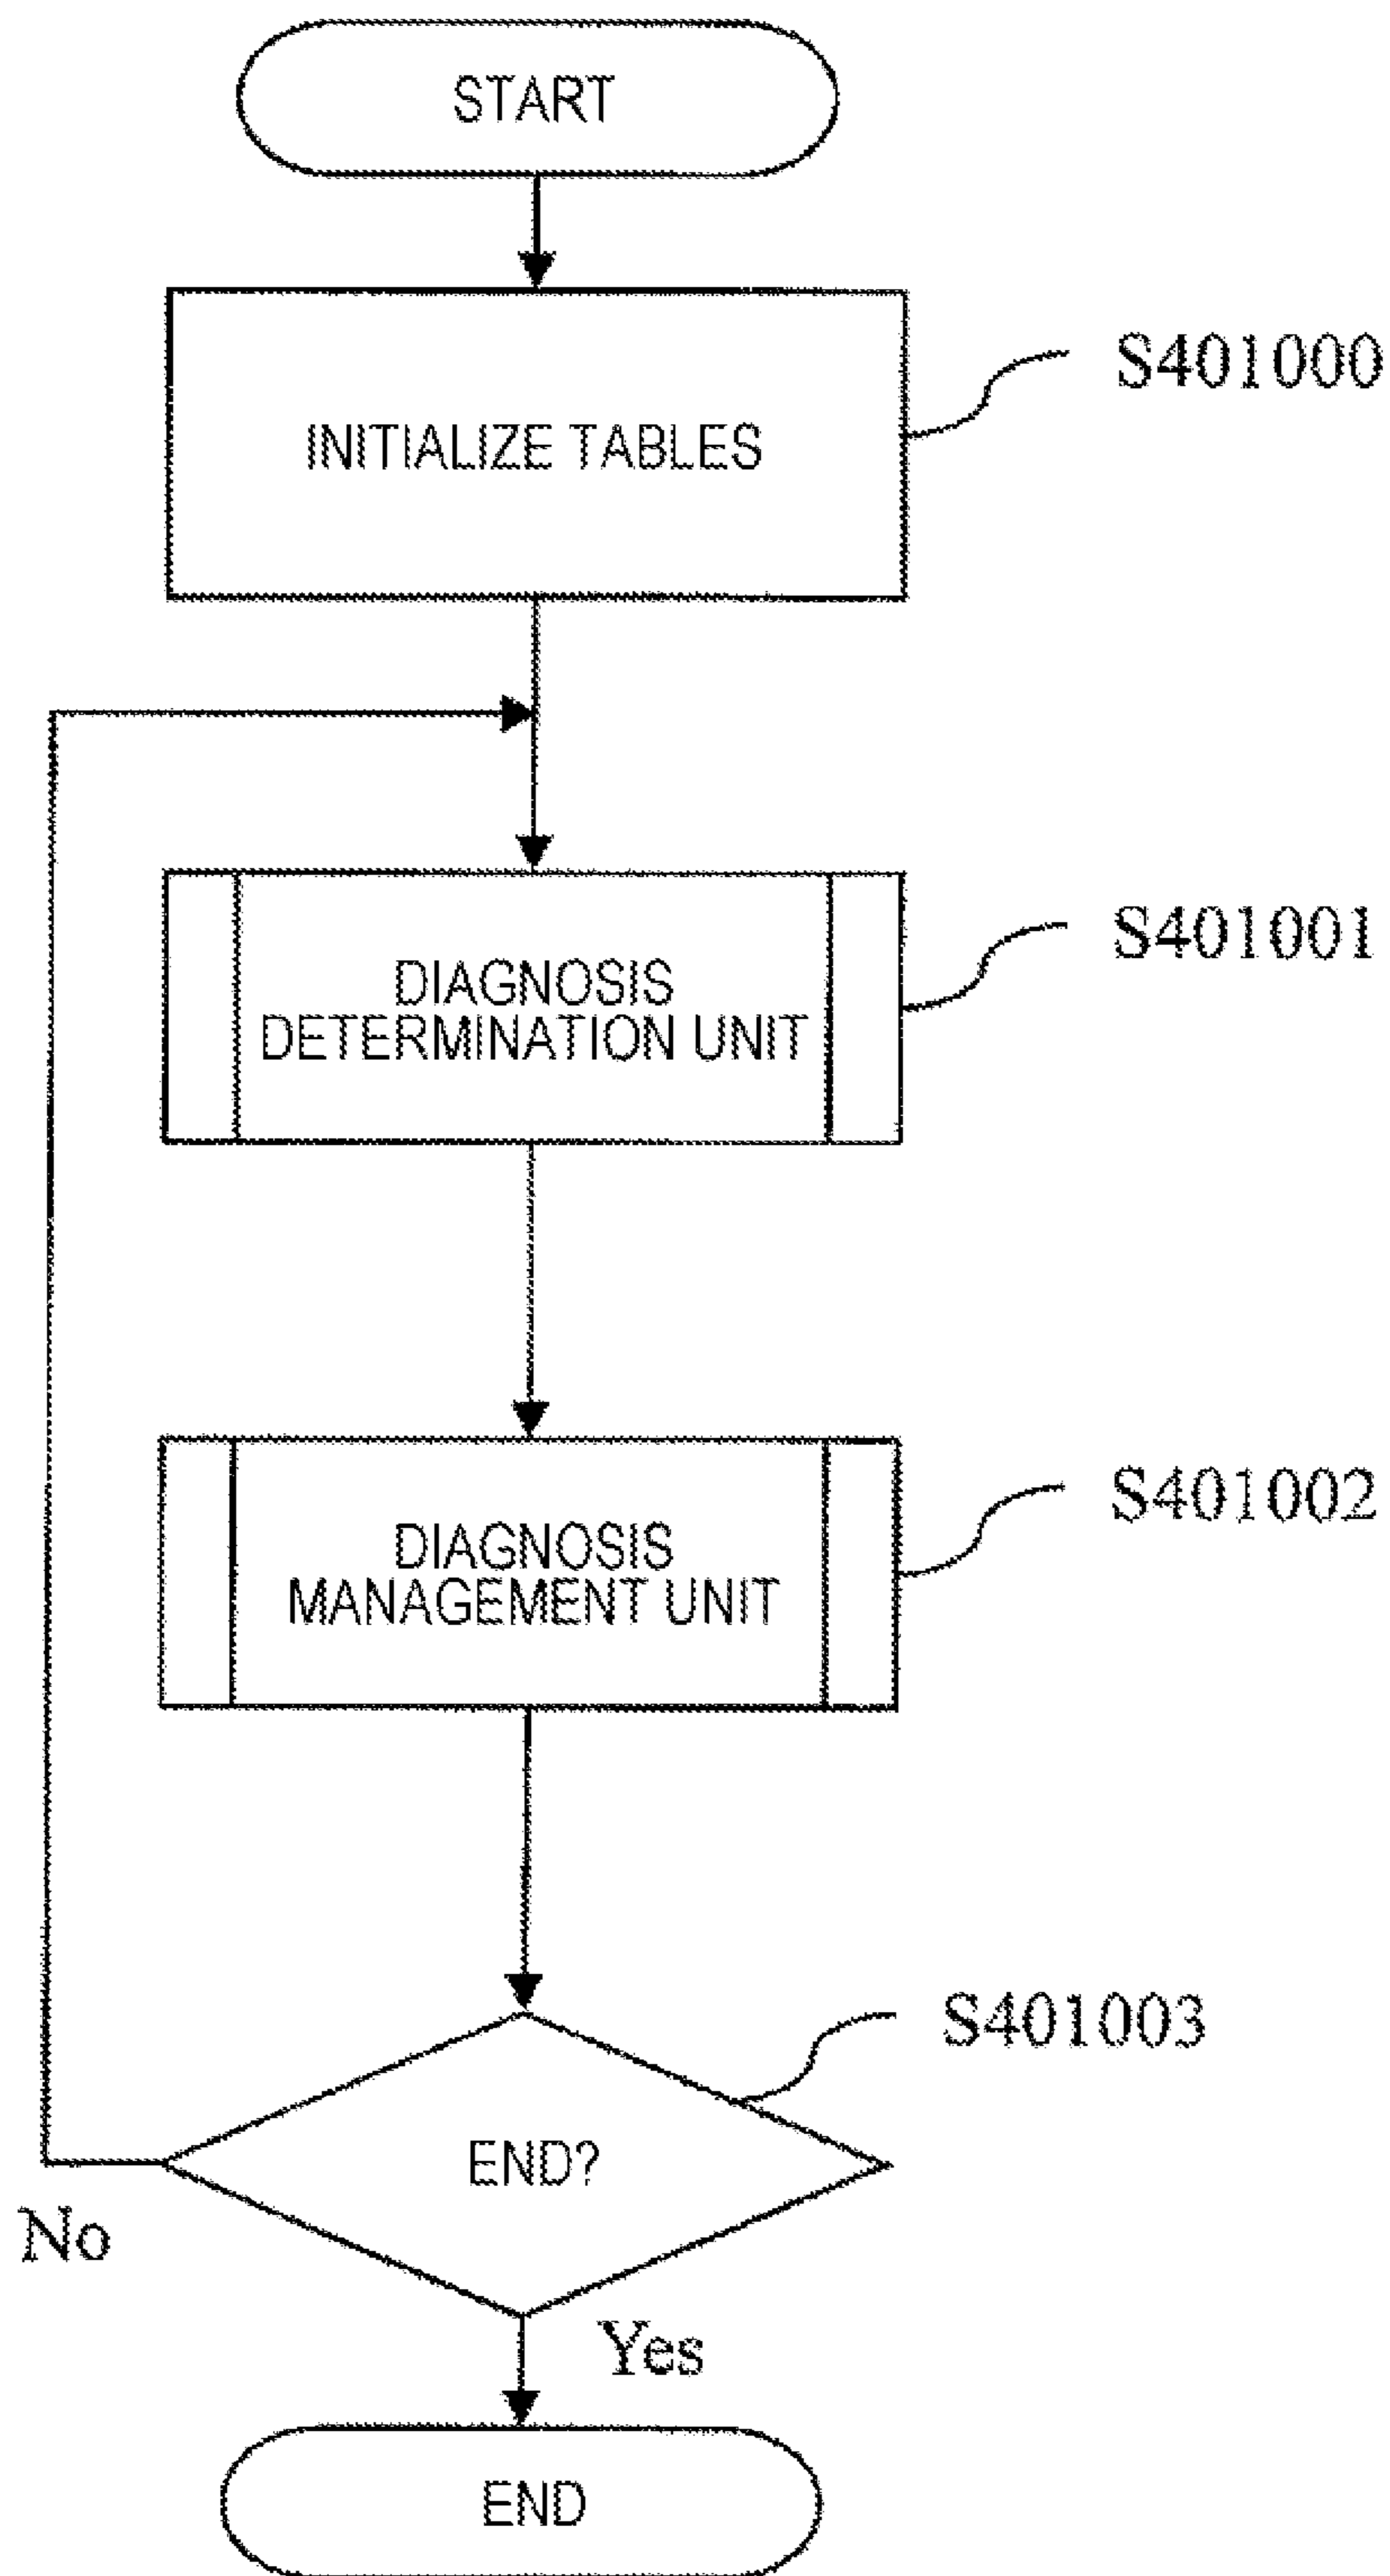 START
INITIALIZE TABLES
S401000
DIAGNOSIS
DETERMINATION UNIT
S401001
DIAGNOSIS
MANAGEMENT UNIT
S401002
END?
S401003
No
Yes
END